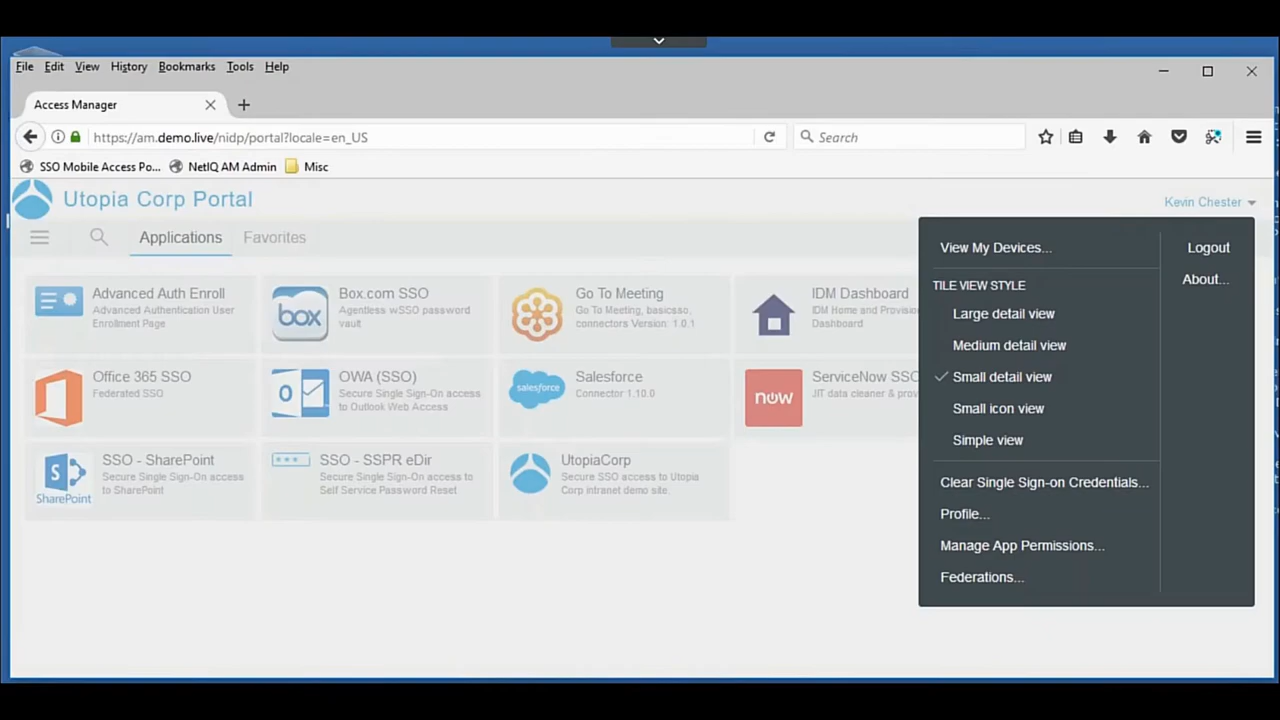 File Edit View History Bookmarks Tools Help
Access Manager
https://am.demo.live/nidp/portal?locale=en_US
Search
SSO Mobile Access Po... NetIQ AM Admin Misc
Utopia Corp Portal
Kevin Chester
Applications Favorites
Advanced Auth Enroll
Advanced Authentication User
Enrollment Page
box
Box.com SSO
Agentless wSSO password
vault
Go To Meeting
Go To Meeting, basicsso,
connectors Version: 1.0.1
IDM Dashboard
IDM Home and Provisio
Dashboard
Office 365 SSO
Federated SSO
OWA (SSO)
Secure Single Sign-On access
to Outlook Web Access
salesforce
Salesforce
Connector 1.10.0
now
ServiceNow SSO
JIT data cleaner & prov
SharePoint
SSO - SharePoint
Secure Single Sign-On access
to SharePoint
SSO - SSPR eDir
Secure Single Sign-On access to
Self Service Password Reset
UtopiaCorp
Secure SSO access to Utopia
Corp intranet demo site.
View My Devices...
TILE VIEW STYLE
Large detail view
Medium detail view
Small detail view
Small icon view
Simple view
Clear Single Sign-on Credentials...
Profile...
Manage App Permissions...
Federations...
Logout
About...